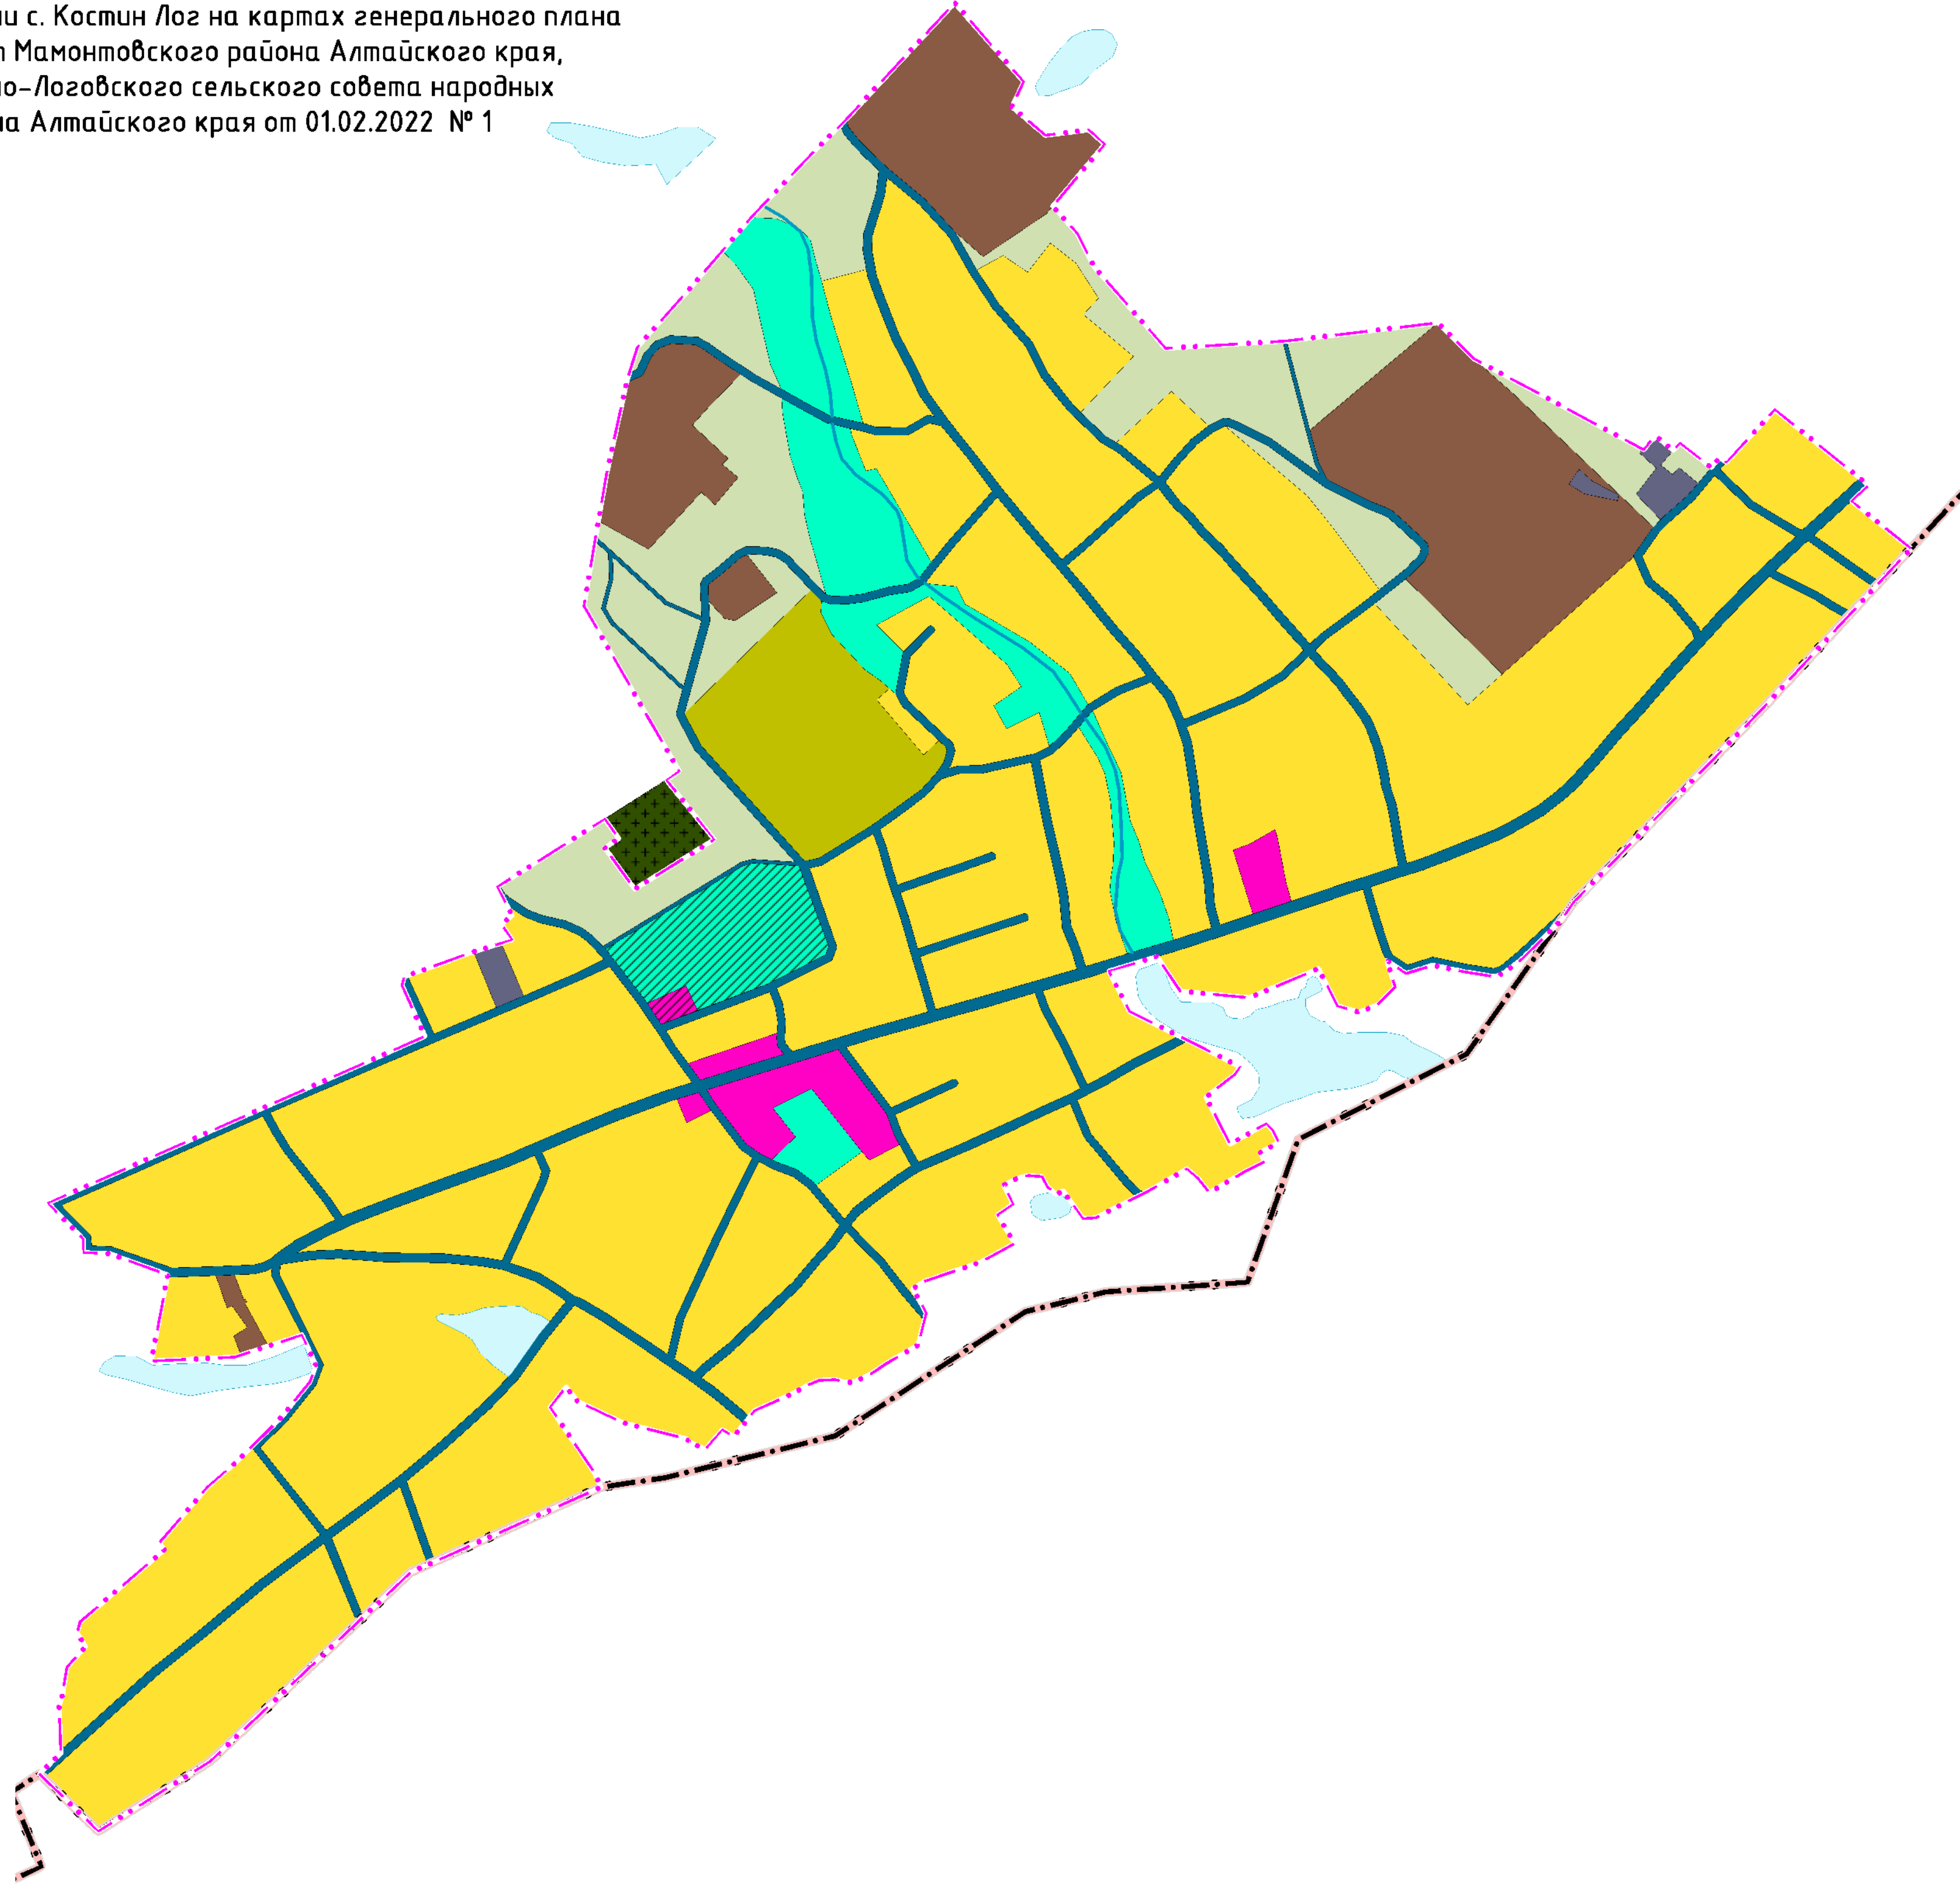 и с. Костин Лог на картах генерального плана
Мамонтовского района Алтайского края,
о-Логовского сельского совета народных
а Алтайского края от 01.02.2022 № 1